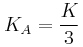 K_A = \frac{K}{3}